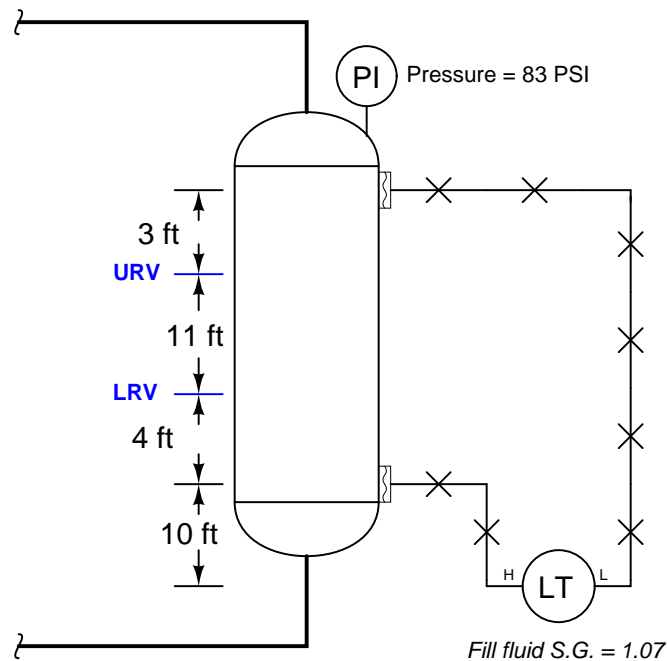 PI
Pressure = 83 PSI
3 ft
URV
11 ft
LRV
4 ft
10 ft
H
LT
L
Fill fluid S.G. = 1.07